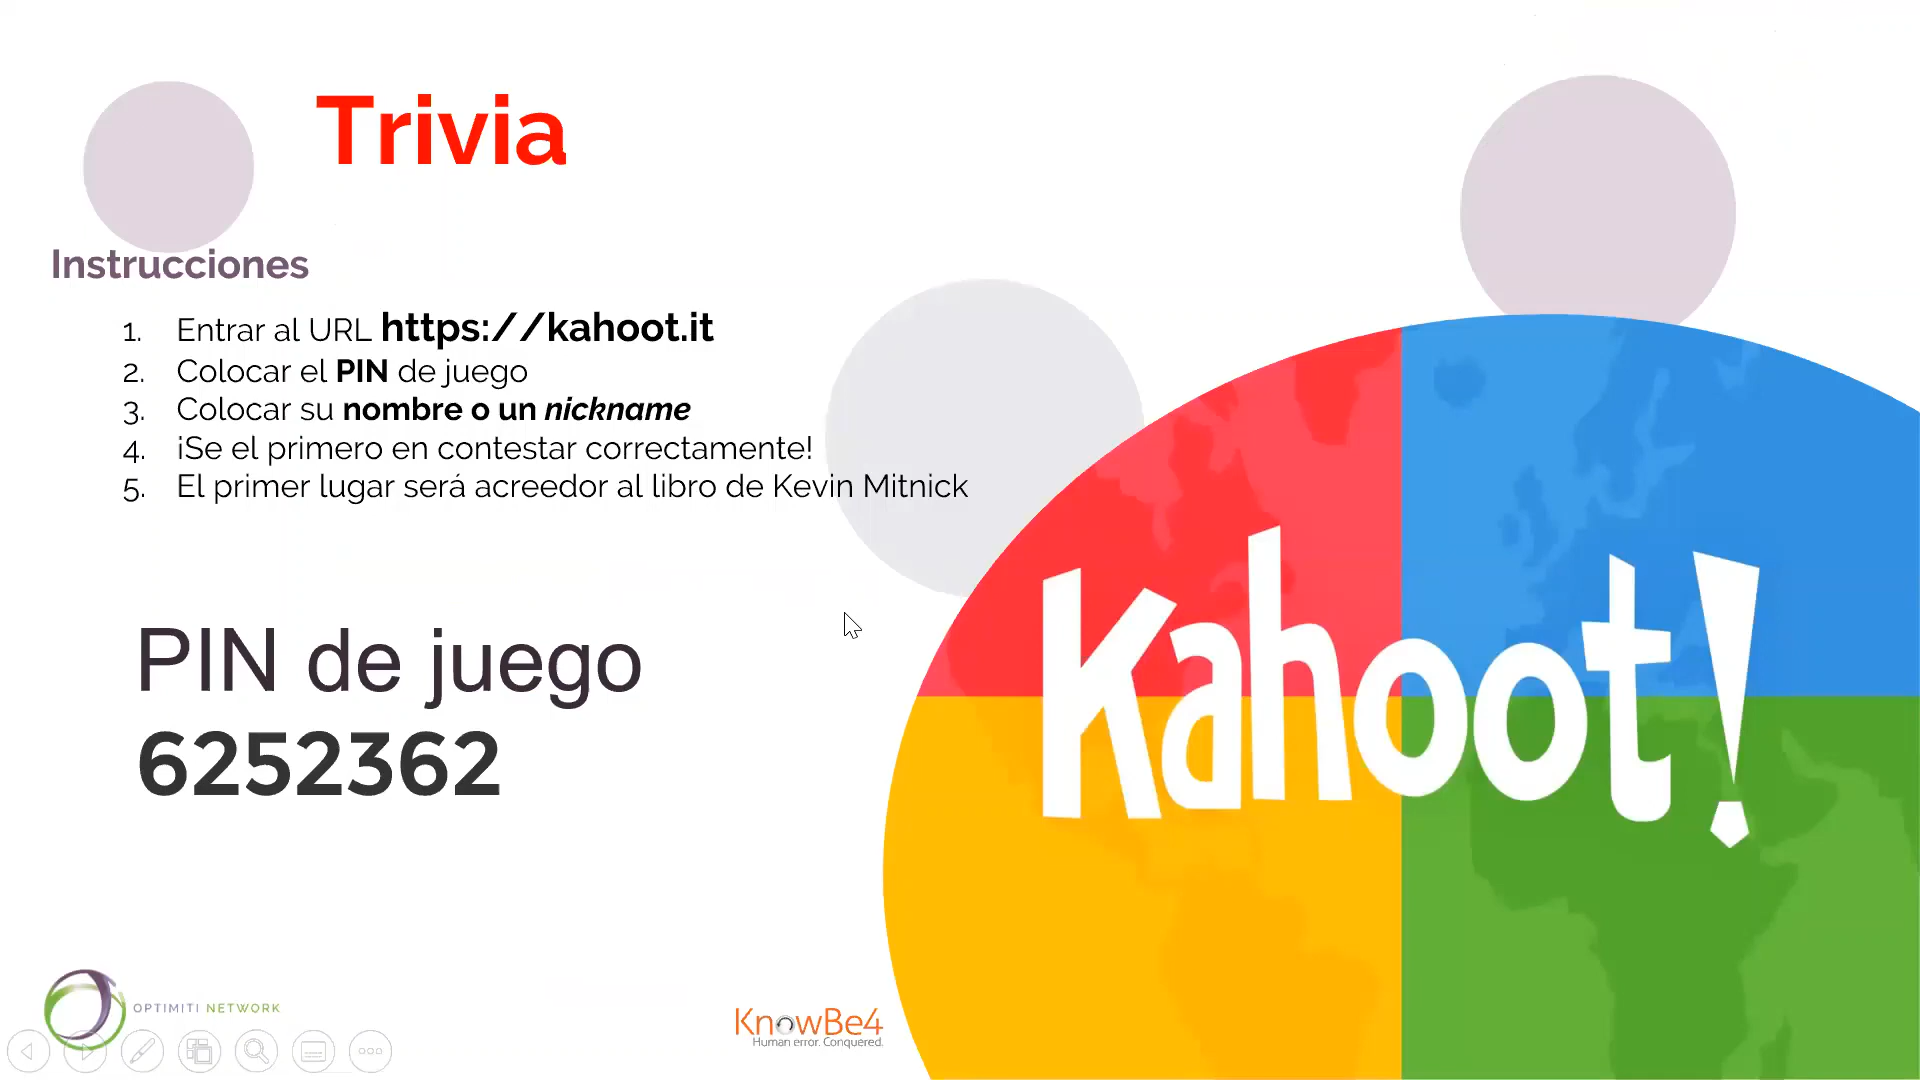 Trivia
Instrucciones
1. Entrar al URL https://kahoot.it
2. Colocar el PIN de juego
3. Colocar su nombre o un nickname
4. ¡Se el primero en contestar correctamente!
5. El primer lugar será acreedor al libro de Kevin Mitnick
PIN de juego
6252362
Kahoot!
OPTIMITI NETWORK
KnowBe4
Human error. Conquered.